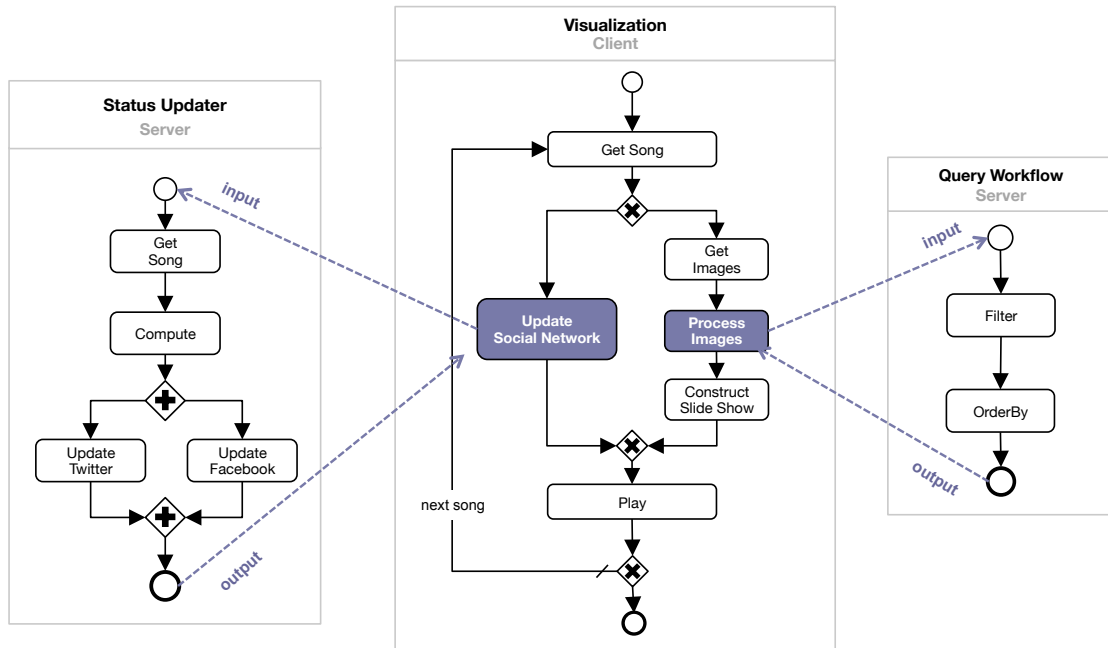 Visualization
Client
Status Updater
Server
input
Get
Song
Compute
Update
Twitter
Update
Facebook
output
Get Song
Get
Images
Update
Social Network
Process
Images
Construct
Slide Show
next song
Play
Query Workflow
Server
input
Filter
OrderBy
output